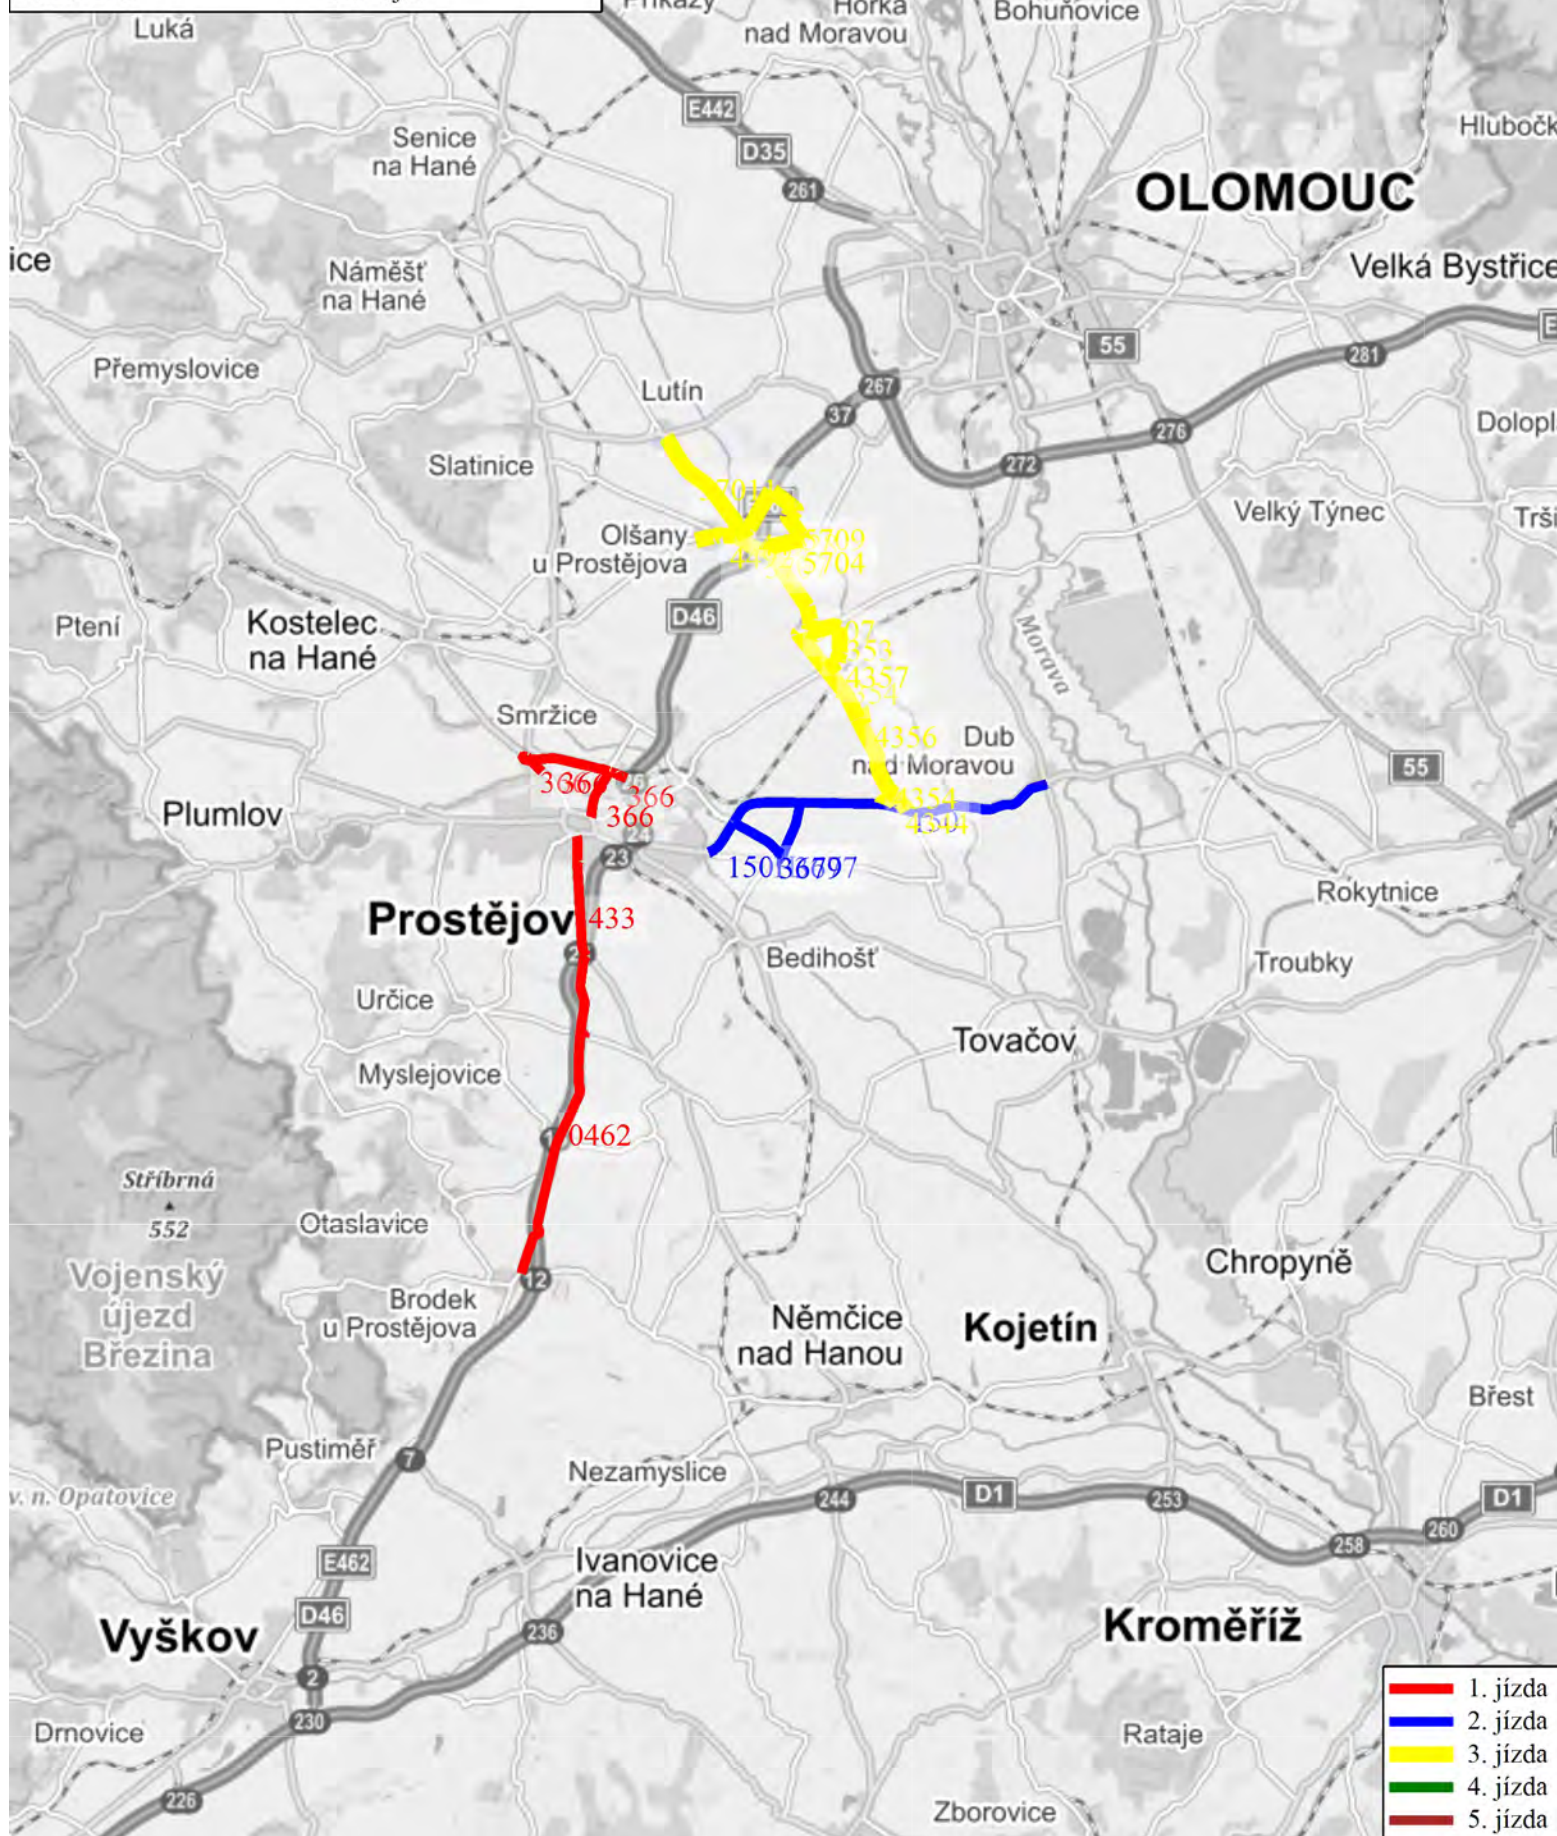 Příkazy
Horka
nad Moravou
Bohuňovice
Luká
E442
Senice
na Hané
D35
261
Hlubočk
OLOMOUC
ice
Náměšť
na Hané
Velká Bystřice
55
281
Přemyslovice
Lutín
267
37
276
Dolopl
Slatinice
272
Velký Týnec
Trši
Olšany
u Prostějova
5709
5704
D46
Ptení
Kostelec
na Hané
Morava
4357
Smržice
4356
Dub
nad Moravou
55
366
366
366
Plumlov
4354
4344
23
24
Rokytnice
Prostějov
433
Bedihošť
Troubky
Určice
Tovačov
Myslejovice
0462
Stříbrná
552
Otaslavice
Chropyně
Vojenský
újezd
Březina
12
Brodek
u Prostějova
Němčice
nad Hanou
Kojetín
Břest
Pustiměř
7
Nezamyslice
v. n. Opatovice
244
D1
253
D1
260
258
E462
Ivanovice
na Hané
D46
Vyškov
236
Kroměříž
2
230
Drnovice
Rataje
226
Zborovice
1. jízda
2. jízda
3. jízda
4. jízda
5. jízda